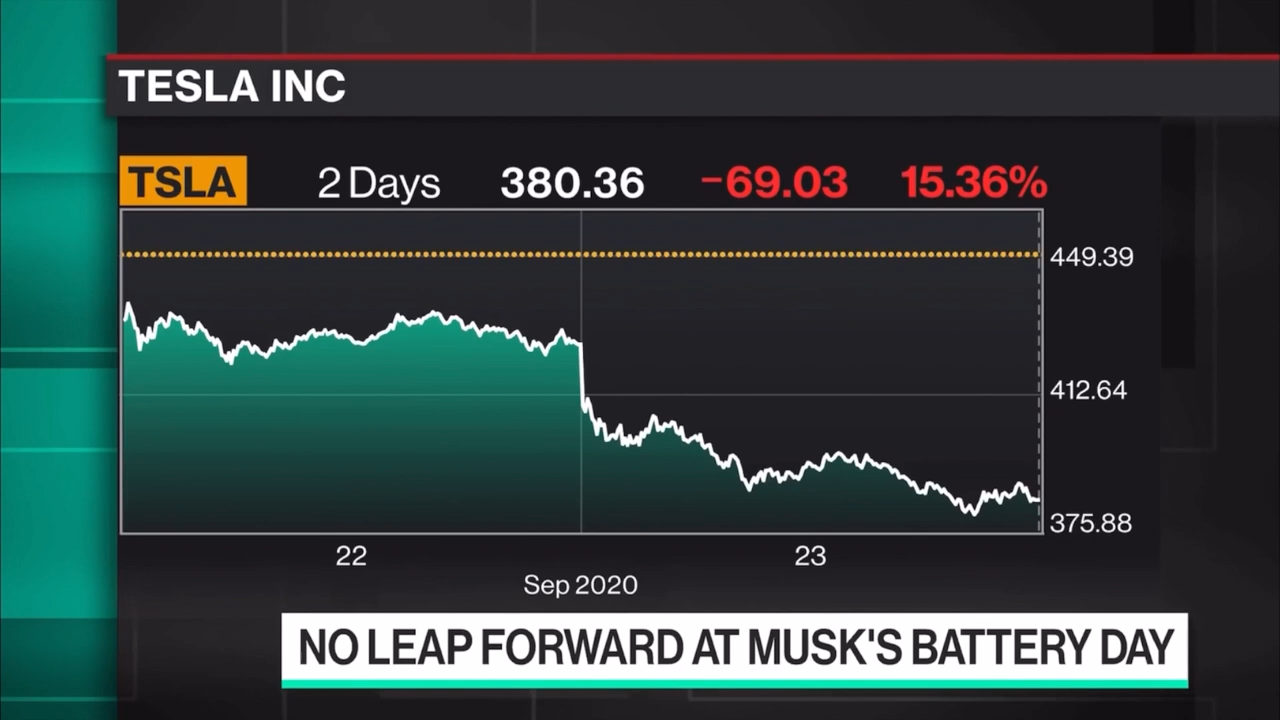 TESLA INC
TSLA 2 Days 380.36 −69.03 15.36%
449.39
412.64
375.88
22 23
Sep 2020
NO LEAP FORWARD AT MUSK'S BATTERY DAY